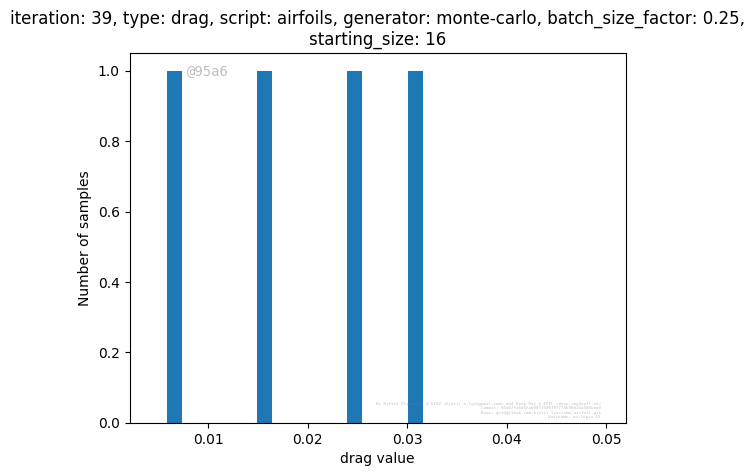 iteration: 39, type: drag, script: airfoils, generator: monte-carlo, batch_size_factor: 0.25,
starting_size: 16
@95a6
Number of samples
1.0
0.8
0.6
0.4
0.2
0.0
0.01
0.02
0.03
0.04
0.05
drag value